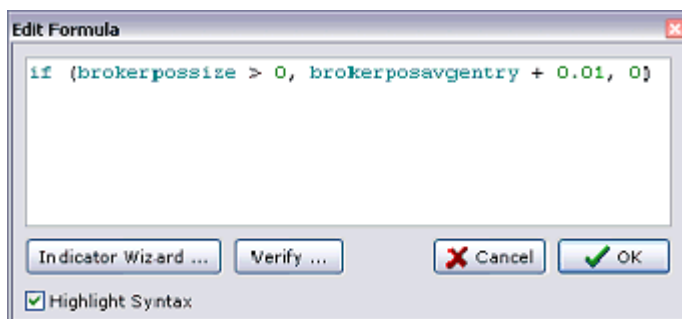 Edit Formula
if (brokerpossize > 0, brokerposavgentry + 0.01, 0)
Indicator Wizard ... Verify ... Cancel OK
Highlight Syntax